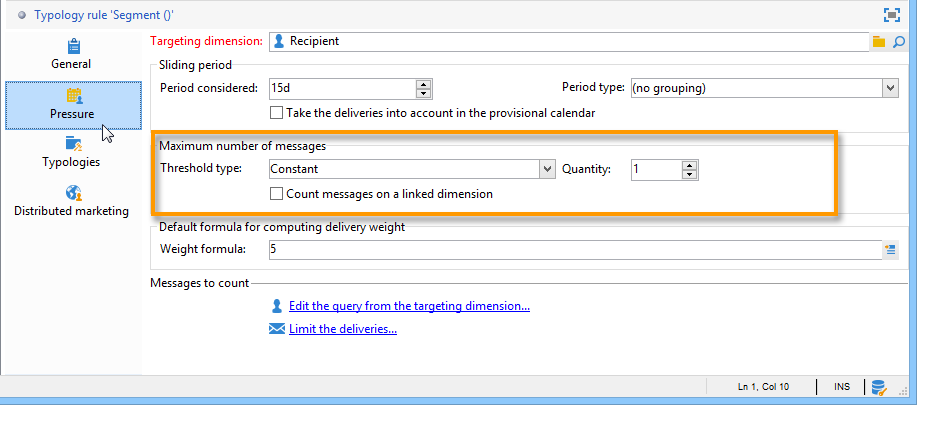 Typology rule 'Segment ()'
General
Pressure
Typologies
Distributed marketing
Targeting dimension: Recipient
Sliding period
Period considered: 15d Period type: (no grouping)
Take the deliveries into account in the provisional calendar
Maximum number of messages
Threshold type: Constant Quantity: 1
Count messages on a linked dimension
Default formula for computing delivery weight
Weight formula: 5
Messages to count
Edit the query from the targeting dimension...
Limit the deliveries...
Ln 1, Col 10 INS